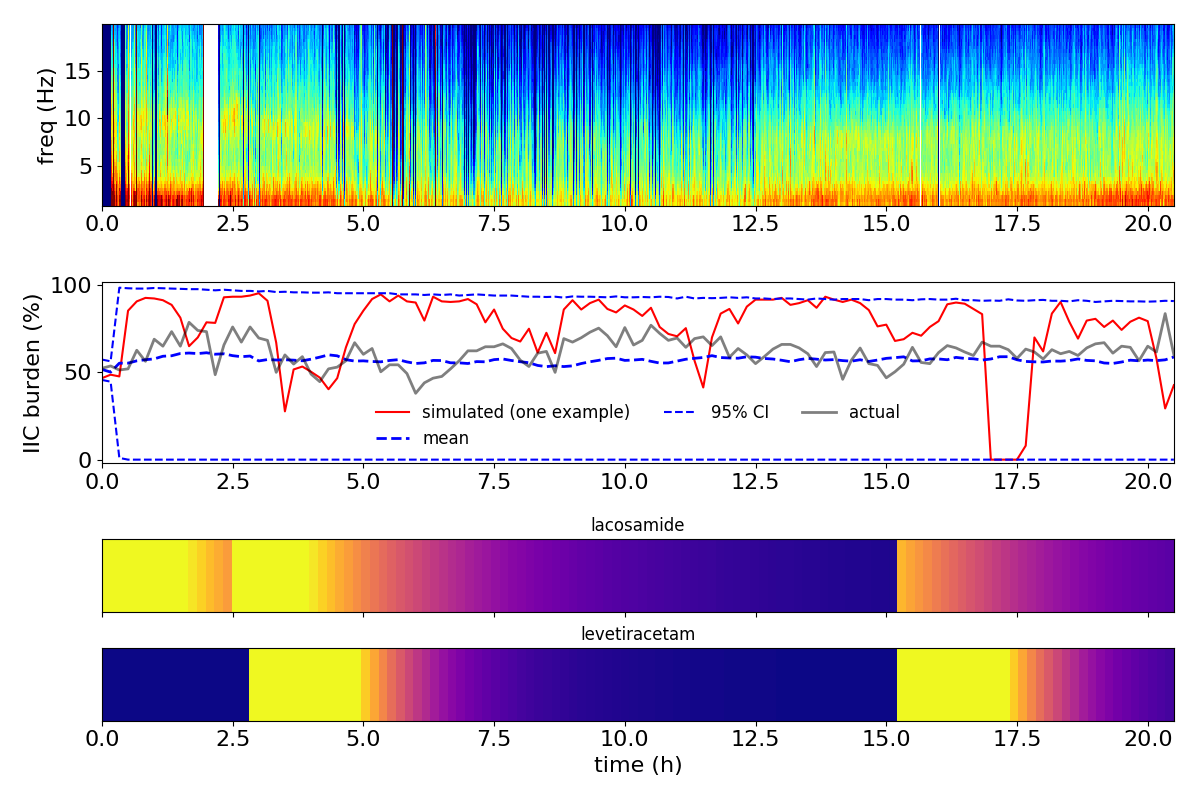 freq (Hz)
15
10
5
0.0 2.5 5.0 7.5 10.0 12.5 15.0 17.5 20.0
IIC burden (%)
100
50
0
simulated (one example) 95% CI actual
mean
0.0 2.5 5.0 7.5 10.0 12.5 15.0 17.5 20.0
lacosamide
levetiracetam
0.0 2.5 5.0 7.5 10.0 12.5 15.0 17.5 20.0
time (h)